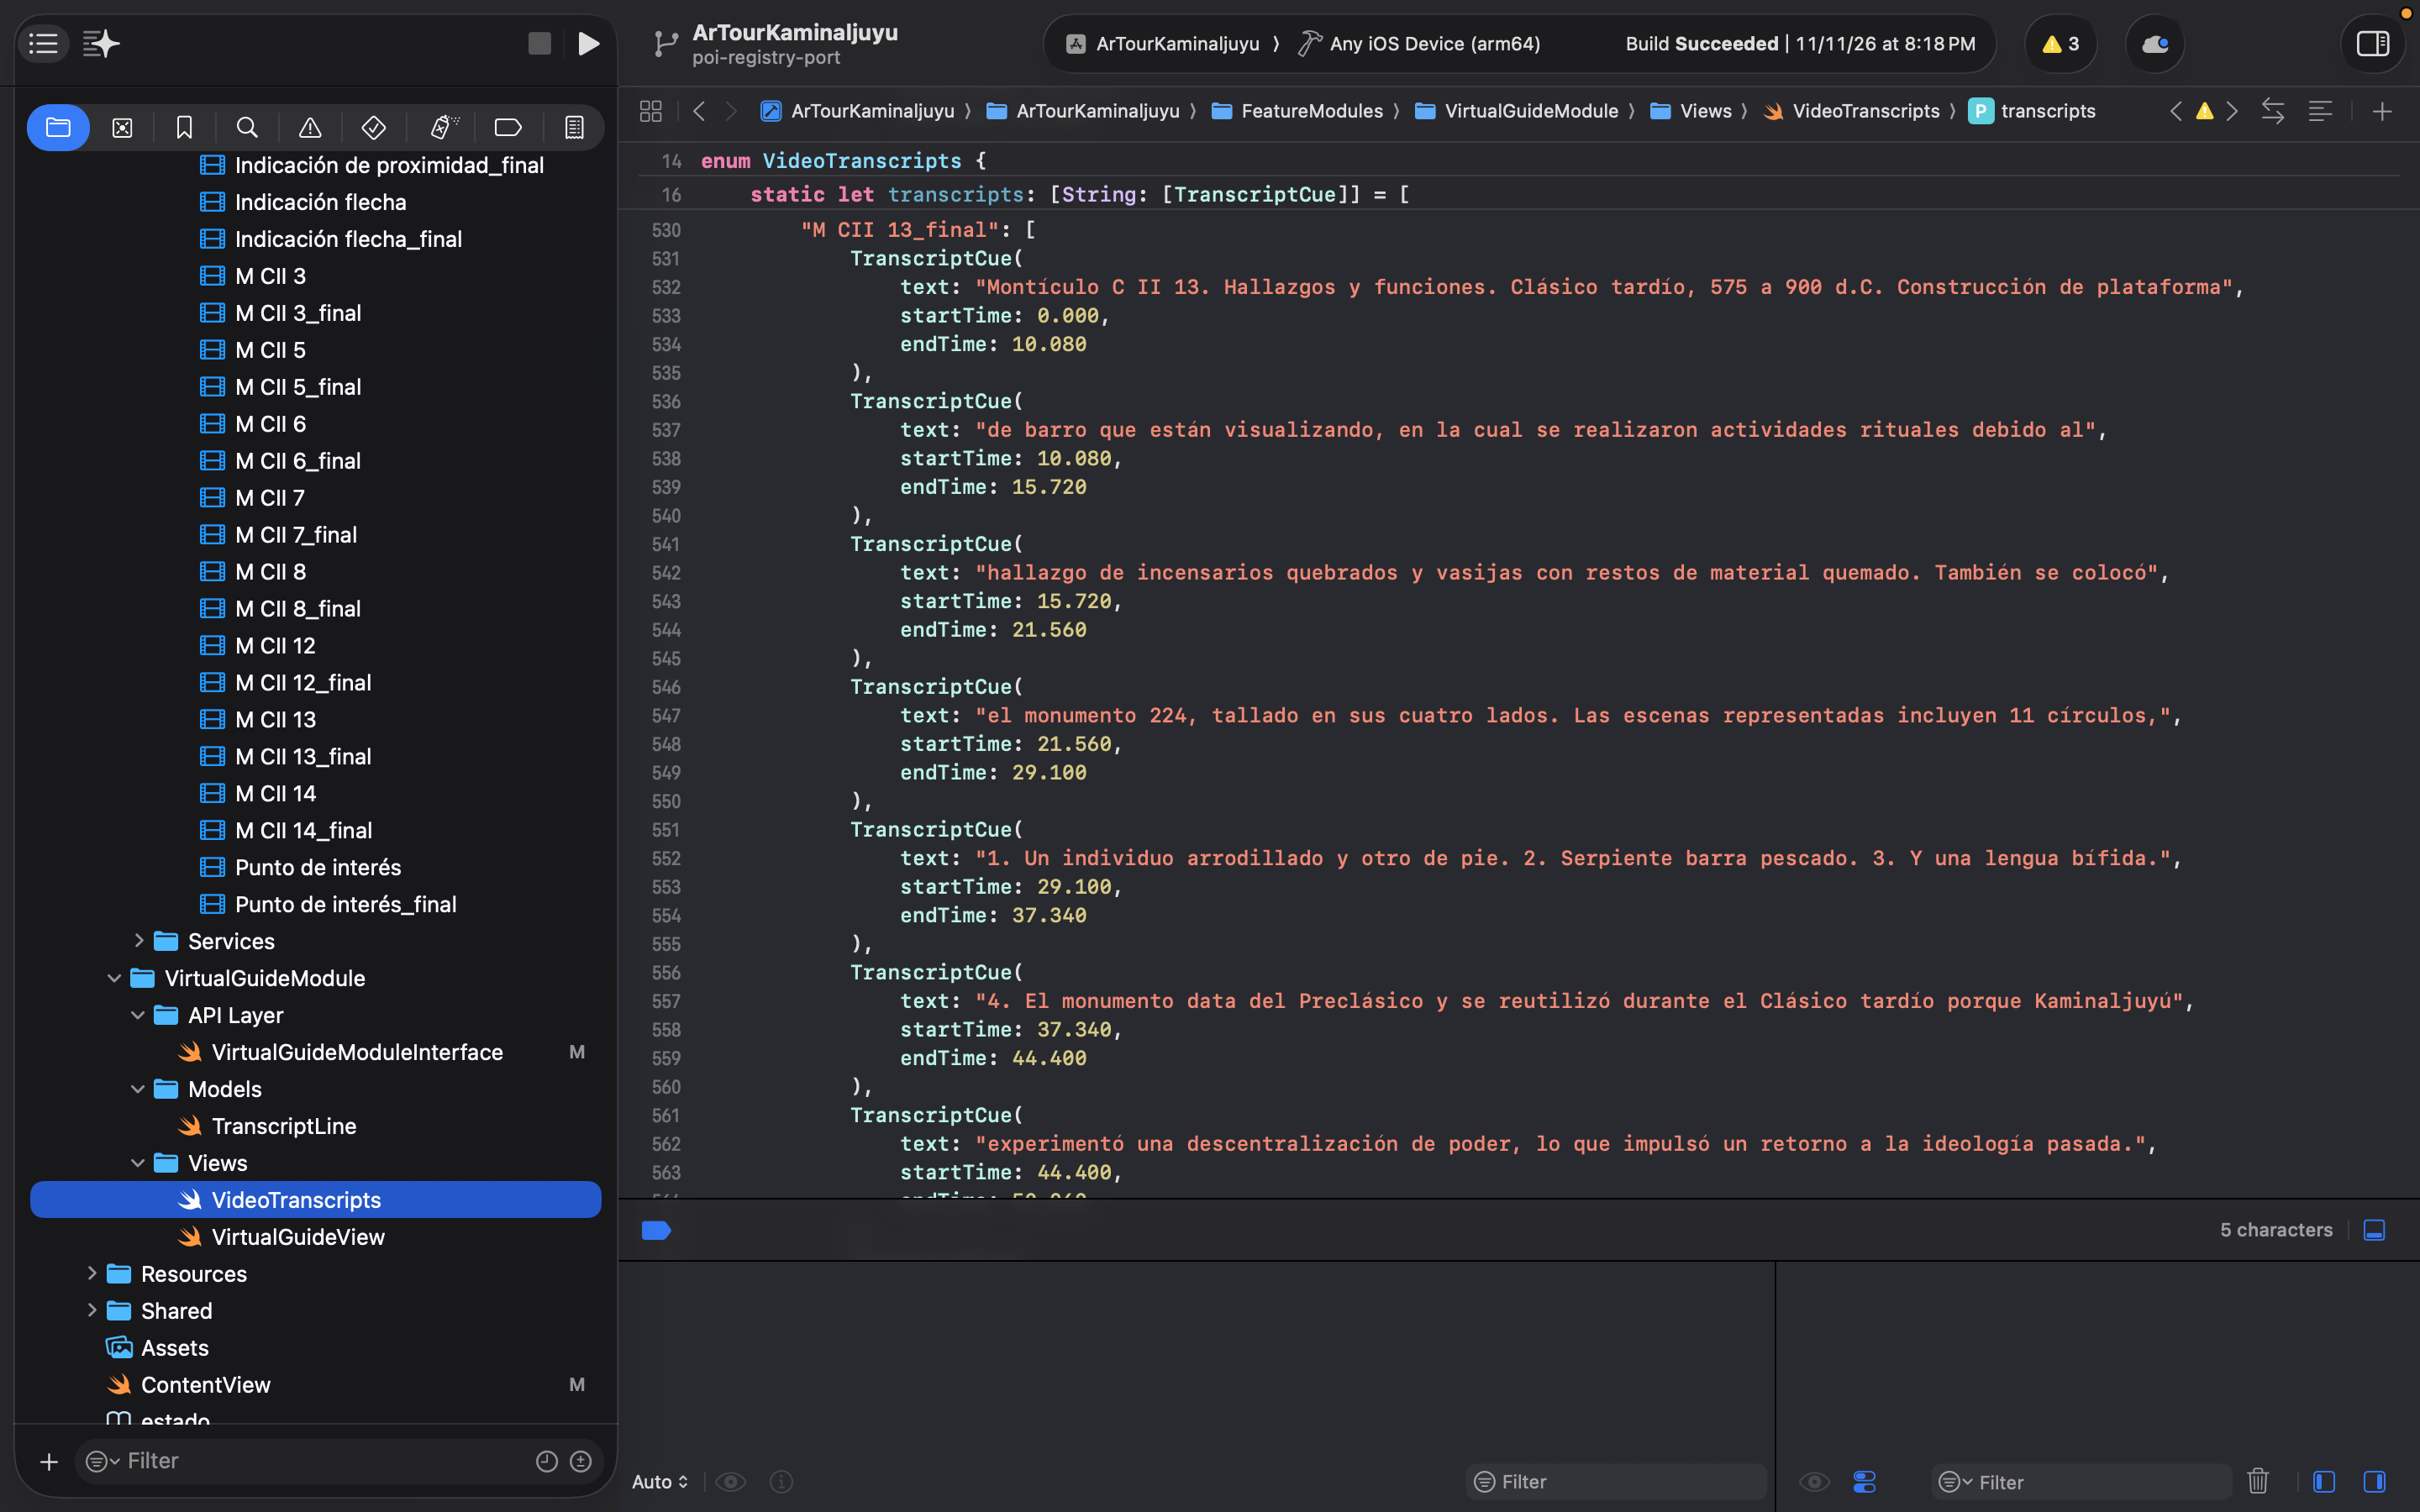 ArTourKaminaljuyu
poi-registry-port
ArTourKaminaljuyu 〉 Any iOS Device (arm64)
Build Succeeded | 11/11/26 at 8:18 PM
3
ArTourKaminaljuyu 〉 ArTourKaminaljuyu 〉 FeatureModules 〉 VirtualGuideModule 〉 Views 〉 VideoTranscripts 〉 P transcripts
Indicación de proximidad_final
Indicación flecha
Indicación flecha_final
M CII 3
M CII 3_final
M CII 5
M CII 5_final
M CII 6
M CII 6_final
M CII 7
M CII 7_final
M CII 8
M CII 8_final
M CII 12
M CII 12_final
M CII 13
M CII 13_final
M CII 14
M CII 14_final
Punto de interés
Punto de interés_final
Services
VirtualGuideModule
API Layer
VirtualGuideModuleInterface M
Models
TranscriptLine
Views
VideoTranscripts
VirtualGuideView
Resources
Shared
Assets
ContentView M
estado
Filter
14 enum VideoTranscripts {
16 static let transcripts: [String: [TranscriptCue]] = [
530 "M CII 13_final": [
531 TranscriptCue(
532 text: "Montículo C II 13. Hallazgos y funciones. Clásico tardío, 575 a 900 d.C. Construcción de plataforma",
533 startTime: 0.000,
534 endTime: 10.080
535 ),
536 TranscriptCue(
537 text: "de barro que están visualizando, en la cual se realizaron actividades rituales debido al",
538 startTime: 10.080,
539 endTime: 15.720
540 ),
541 TranscriptCue(
542 text: "hallazgo de incensarios quebrados y vasijas con restos de material quemado. También se colocó",
543 startTime: 15.720,
544 endTime: 21.560
545 ),
546 TranscriptCue(
547 text: "el monumento 224, tallado en sus cuatro lados. Las escenas representadas incluyen 11 círculos,",
548 startTime: 21.560,
549 endTime: 29.100
550 ),
551 TranscriptCue(
552 text: "1. Un individuo arrodillado y otro de pie. 2. Serpiente barra pescado. 3. Y una lengua bífida.",
553 startTime: 29.100,
554 endTime: 37.340
555 ),
556 TranscriptCue(
557 text: "4. El monumento data del Preclásico y se reutilizó durante el Clásico tardío porque Kaminaljuyú",
558 startTime: 37.340,
559 endTime: 44.400
560 ),
561 TranscriptCue(
562 text: "experimentó una descentralización de poder, lo que impulsó un retorno a la ideología pasada.",
563 startTime: 44.400,
5 characters
Auto
Filter
Filter